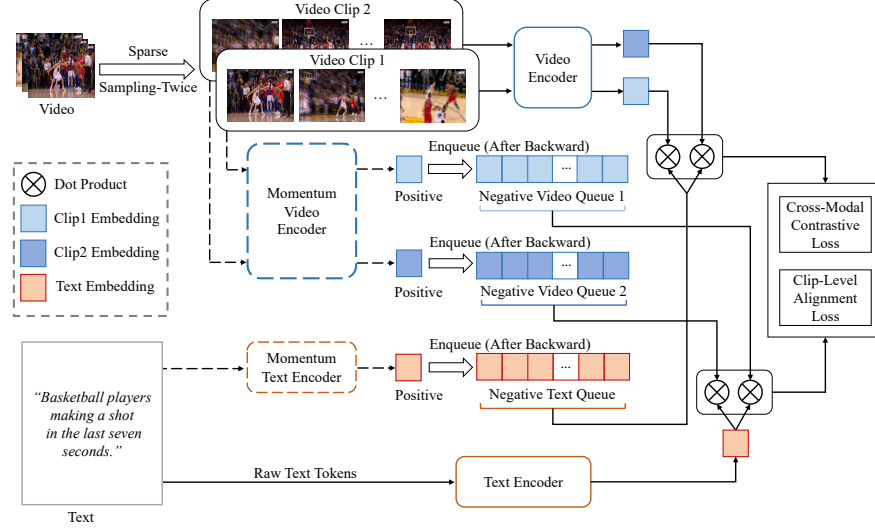 Video Clip 2
Sparse
Sampling-Twice
Video
...
Video Clip 1
...
Video
Encoder
Enqueue (After Backward)
Momentum
Video
Encoder
Positive
...
Negative Video Queue 1
Dot Product
Clip1 Embedding
Clip2 Embedding
Text Embedding
Enqueue (After Backward)
Positive
...
Negative Video Queue 2
Cross-Modal
Contrastive
Loss
Clip-Level
Alignment
Loss
Momentum
Text Encoder
Enqueue (After Backward)
Positive
...
Negative Text Queue
“Basketball players
making a shot
in the last seven
seconds.”
Raw Text Tokens
Text Encoder
Text